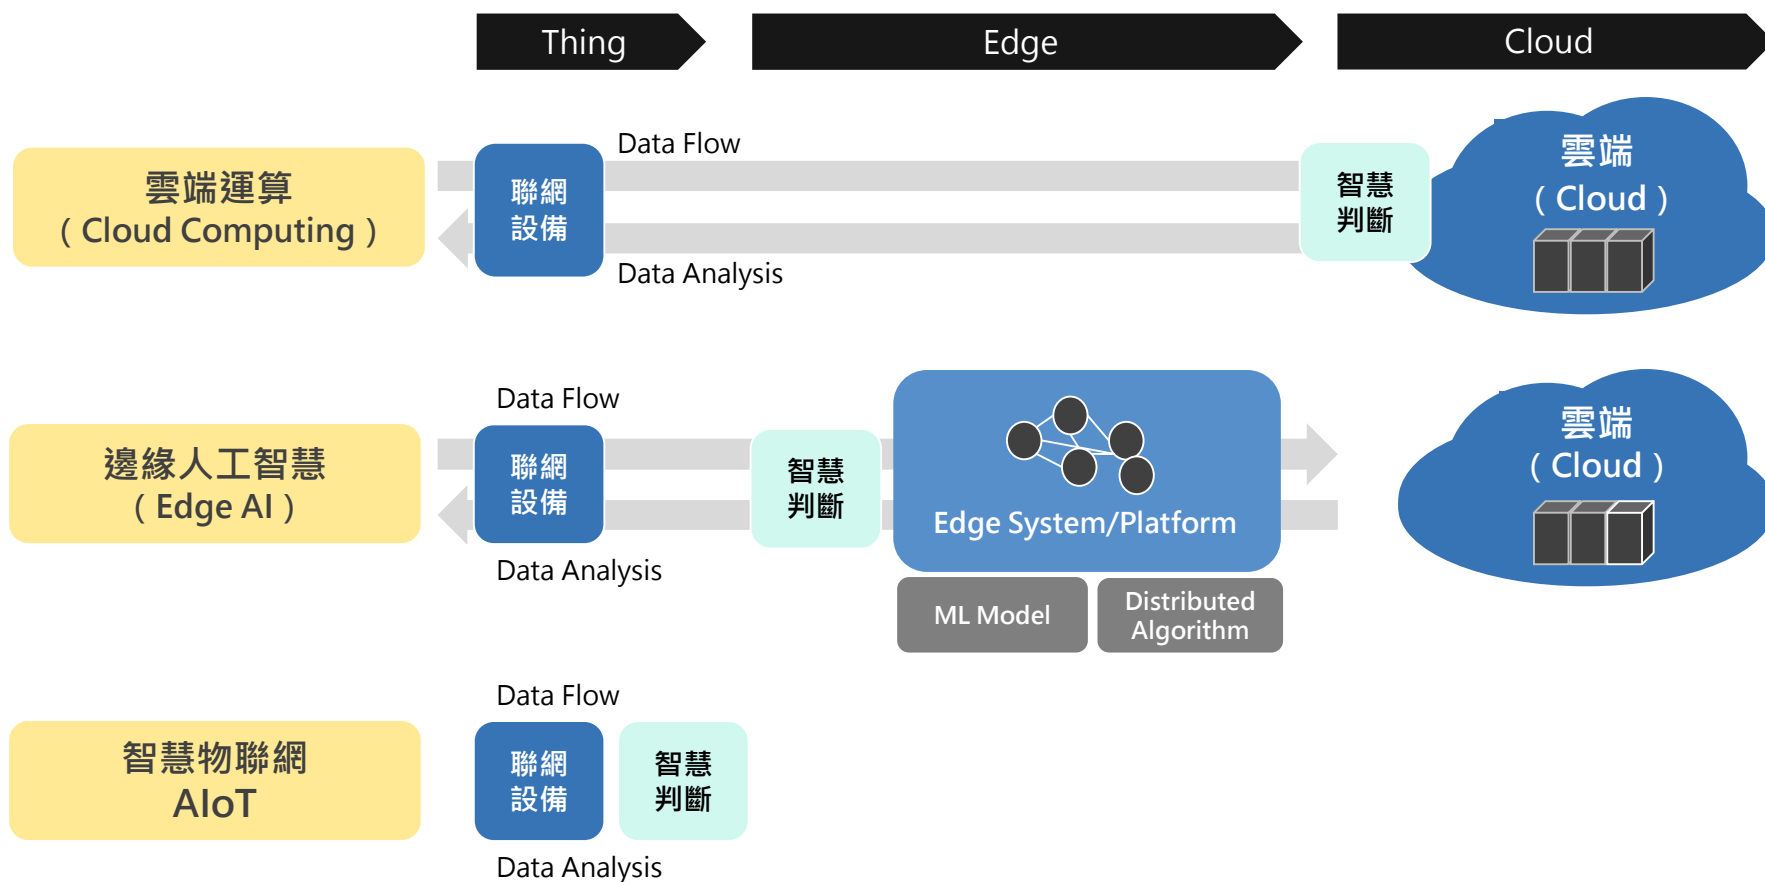 Thing
Edge
Cloud
雲端運算
（Cloud Computing）
聯網
設備
Data Flow
Data Analysis
智慧
判斷
雲端
（Cloud）
邊緣人工智慧
（Edge AI）
Data Flow
聯網
設備
Data Analysis
智慧
判斷
Edge System/Platform
ML Model
Distributed
Algorithm
雲端
（Cloud）
智慧物聯網
AIoT
Data Flow
聯網
設備
智慧
判斷
Data Analysis